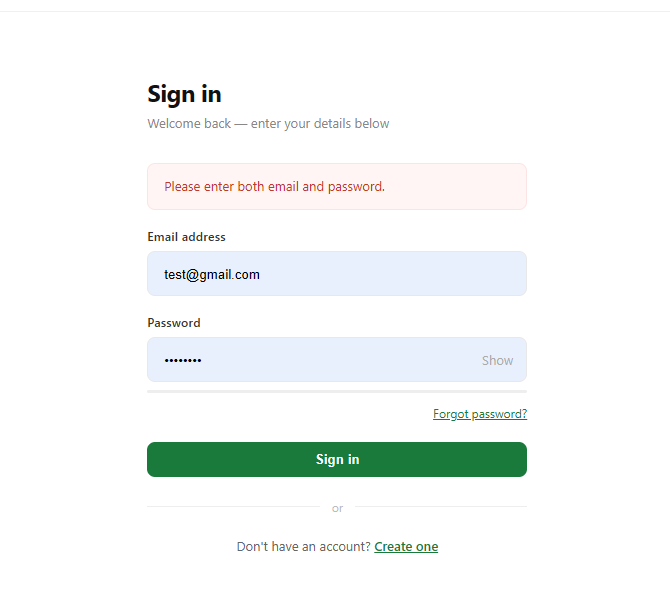 Sign in
Welcome back — enter your details below
Please enter both email and password.
Email address
test@gmail.com
Password
••••••••
Show
Forgot password?
Sign in
or
Don't have an account? Create one